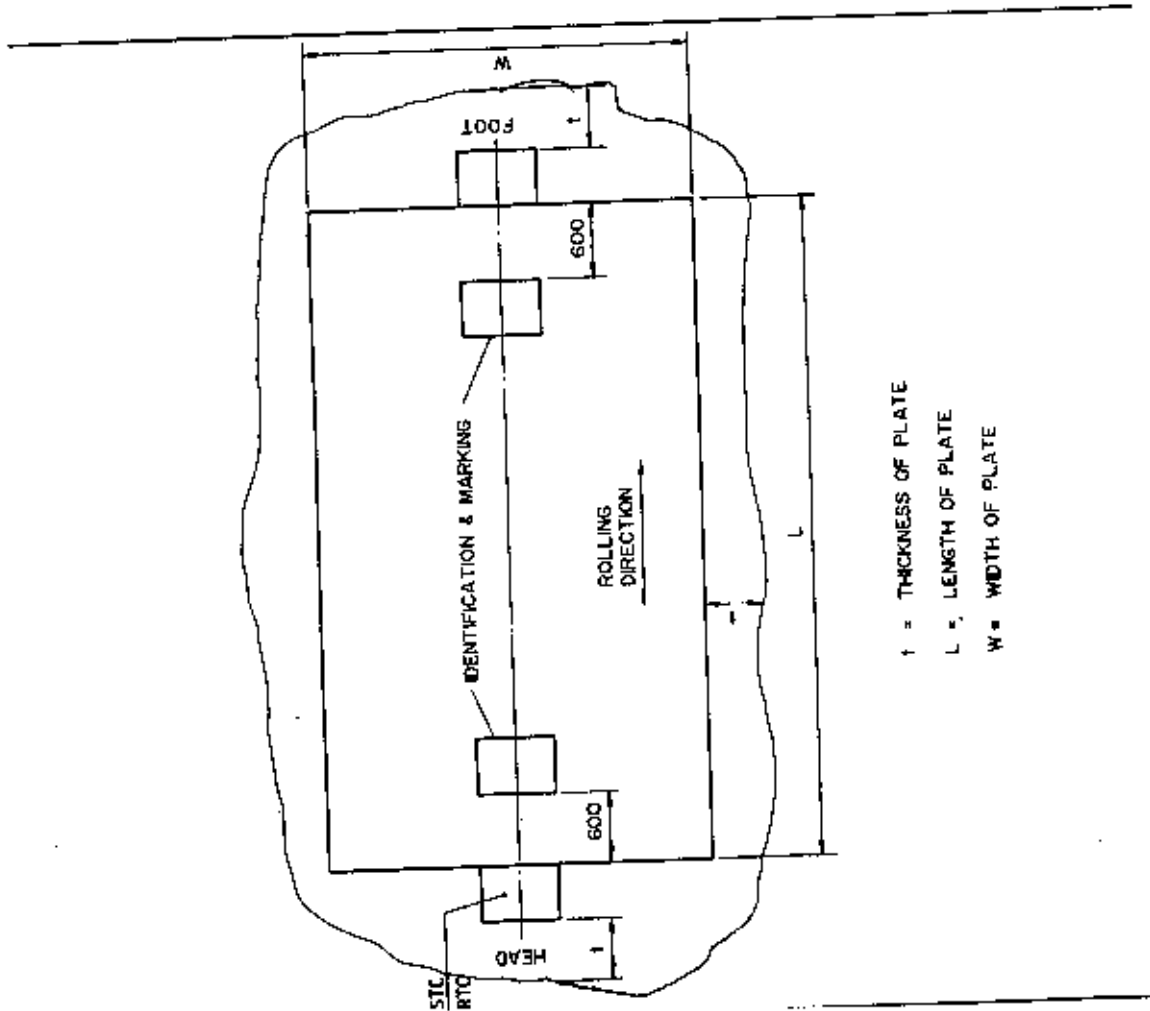 W
FOOT
t
600
IDENTIFICATION & MARKING
ROLLING
DIRECTION
t
L
600
STC
RTC
HEAD
t
t = THICKNESS OF PLATE
L = LENGTH OF PLATE
W = WIDTH OF PLATE